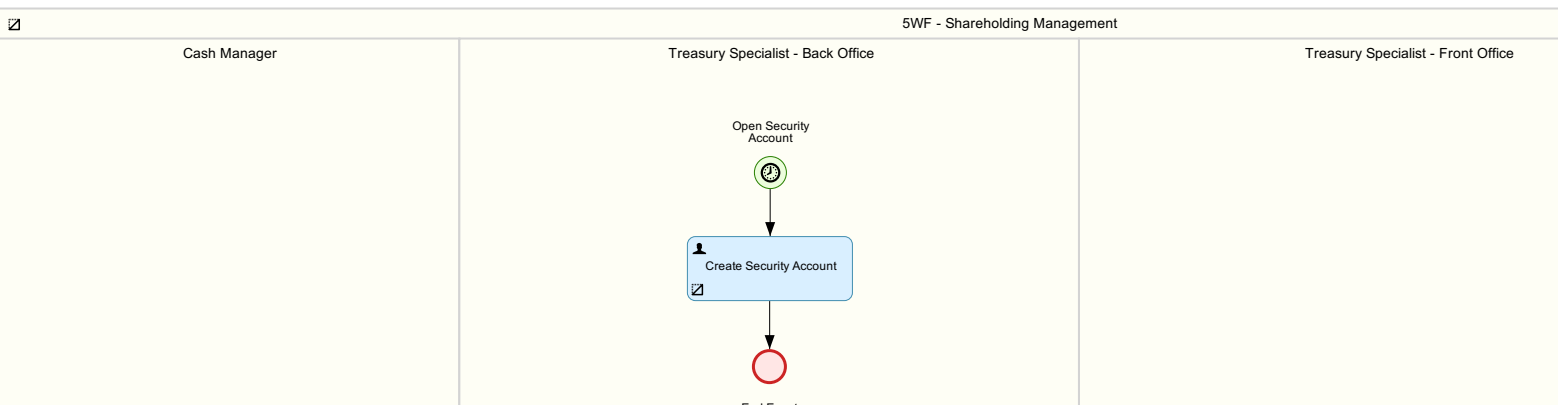 5WF - Shareholding Management
Cash Manager
Treasury Specialist - Back Office
Treasury Specialist - Front Office
Open Security
Account
Create Security Account